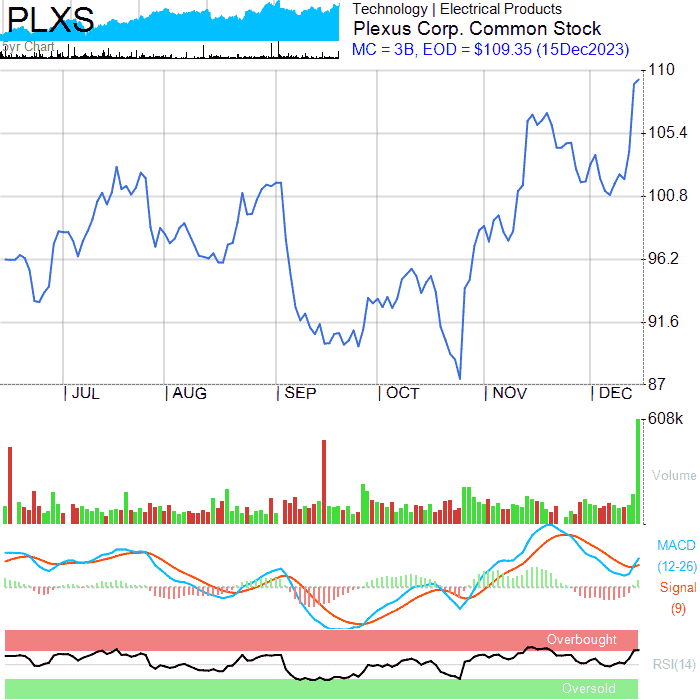 PLXS
5yr Chart
Technology | Electrical Products
Plexus Corp. Common Stock
MC = 3B, EOD = $109.35 (15Dec2023)
110
105.4
100.8
96.2
91.6
87
JUL AUG SEP OCT NOV DEC
608k
Volume
MACD
(12-26)
Signal
(9)
Overbought
RSI(14)
Oversold